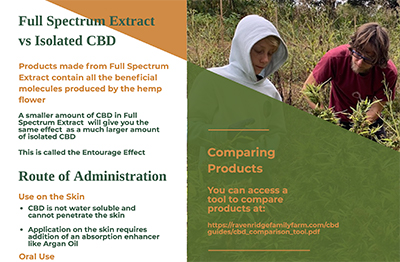 Full Spectrum Extract
vs Isolated CBD
Products made from Full Spectrum
Extract contain all the beneficial
molecules produced by the hemp
flower
A smaller amount of CBD in Full
Spectrum Extract will give you the
same effect as a much larger amount
of isolated CBD
This is called the Entourage Effect
Route of Administration
Use on the Skin
• CBD is not water soluble and
cannot penetrate the skin
• Application on the skin requires
addition of an absorption enhancer
like Argan Oil
Oral Use
Comparing
Products
You can access a
tool to compare
products at:
https://ravenridgefamilyfarm.com/cbd
guides/cbd_comparison_tool.pdf